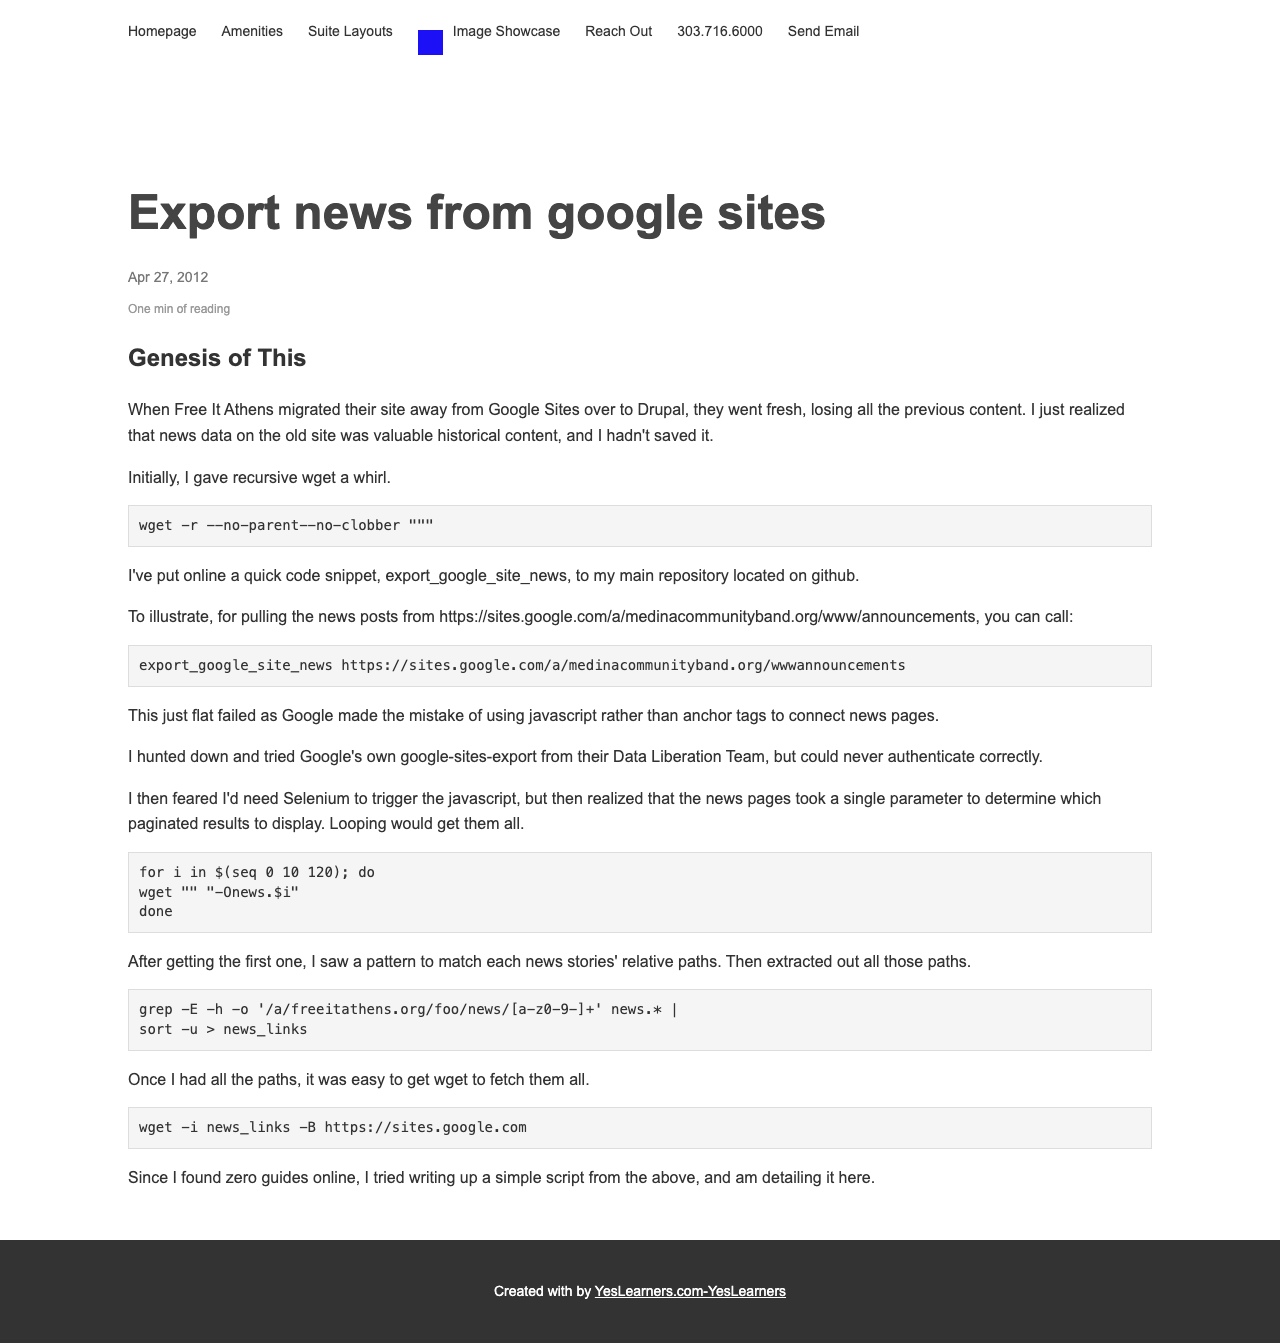 Homepage
Amenities
Suite Layouts
Image Showcase
Reach Out
303.716.6000
Send Email
Export news from google sites
Apr 27, 2012
One min of reading
Genesis of This
When Free It Athens migrated their site away from Google Sites over to Drupal, they went fresh, losing all the previous content. I just realized
that news data on the old site was valuable historical content, and I hadn't saved it.
Initially, I gave recursive wget a whirl.
wget -r --no-parent--no-clobber """
I've put online a quick code snippet, export_google_site_news, to my main repository located on github.
To illustrate, for pulling the news posts from https://sites.google.com/a/medinacommunityband.org/www/announcements, you can call:
export_google_site_news https://sites.google.com/a/medinacommunityband.org/wwwannouncements
This just flat failed as Google made the mistake of using javascript rather than anchor tags to connect news pages.
I hunted down and tried Google's own google-sites-export from their Data Liberation Team, but could never authenticate correctly.
I then feared I'd need Selenium to trigger the javascript, but then realized that the news pages took a single parameter to determine which
paginated results to display. Looping would get them all.
for i in $(seq 0 10 120); do
wget "" "-Onews.$i"
done
After getting the first one, I saw a pattern to match each news stories' relative paths. Then extracted out all those paths.
grep -E -h -o '/a/freeitathens.org/foo/news/[a-z0-9-]+' news.* |
sort -u > news_links
Once I had all the paths, it was easy to get wget to fetch them all.
wget -i news_links -B https://sites.google.com
Since I found zero guides online, I tried writing up a simple script from the above, and am detailing it here.
Created with by YesLearners.com-YesLearners